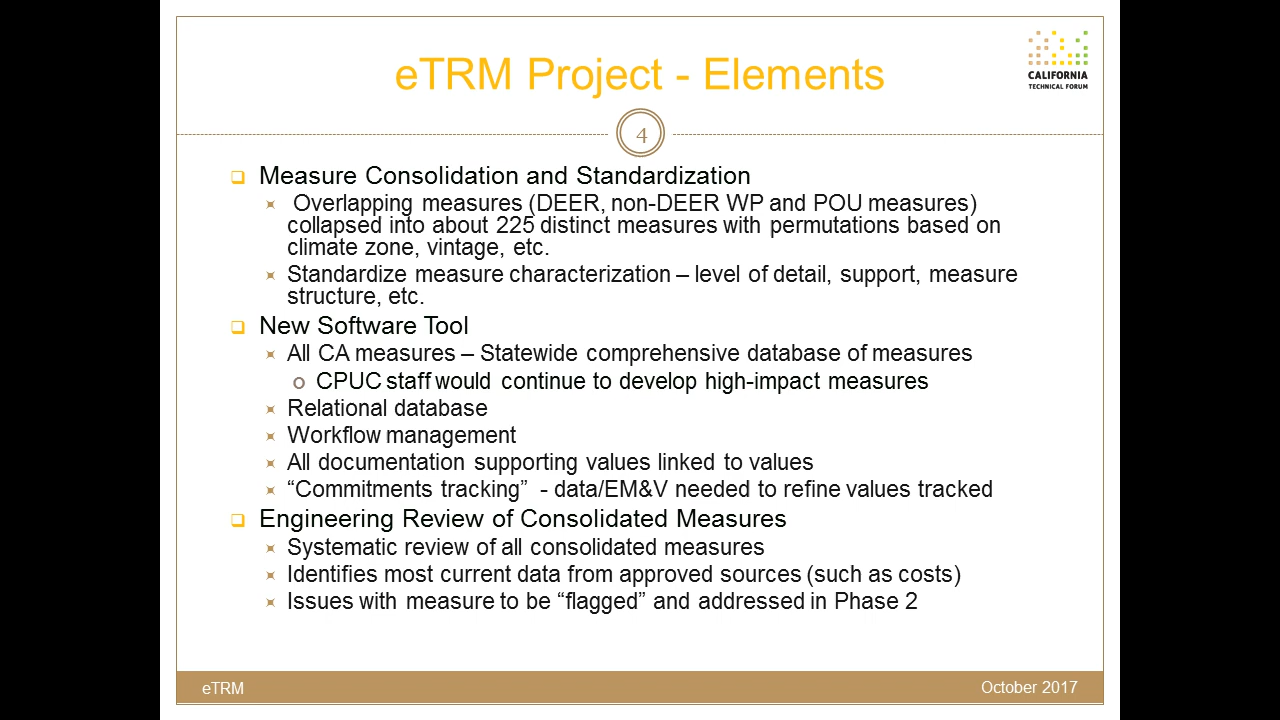 eTRM Project - Elements
CALIFORNIA
TECHNICAL FORUM
4
Measure Consolidation and Standardization
Overlapping measures (DEER, non-DEER WP and POU measures)
collapsed into about 225 distinct measures with permutations based on
climate zone, vintage, etc.
Standardize measure characterization – level of detail, support, measure
structure, etc.
New Software Tool
All CA measures – Statewide comprehensive database of measures
CPUC staff would continue to develop high-impact measures
Relational database
Workflow management
All documentation supporting values linked to values
“Commitments tracking” - data/EM&V needed to refine values tracked
Engineering Review of Consolidated Measures
Systematic review of all consolidated measures
Identifies most current data from approved sources (such as costs)
Issues with measure to be “flagged” and addressed in Phase 2
eTRM
October 2017